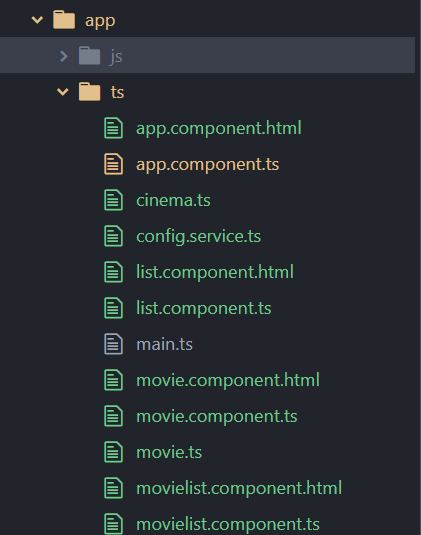 app
js
ts
app.component.html
app.component.ts
cinema.ts
config.service.ts
list.component.html
list.component.ts
main.ts
movie.component.html
movie.component.ts
movie.ts
movielist.component.html
movielist.component.ts